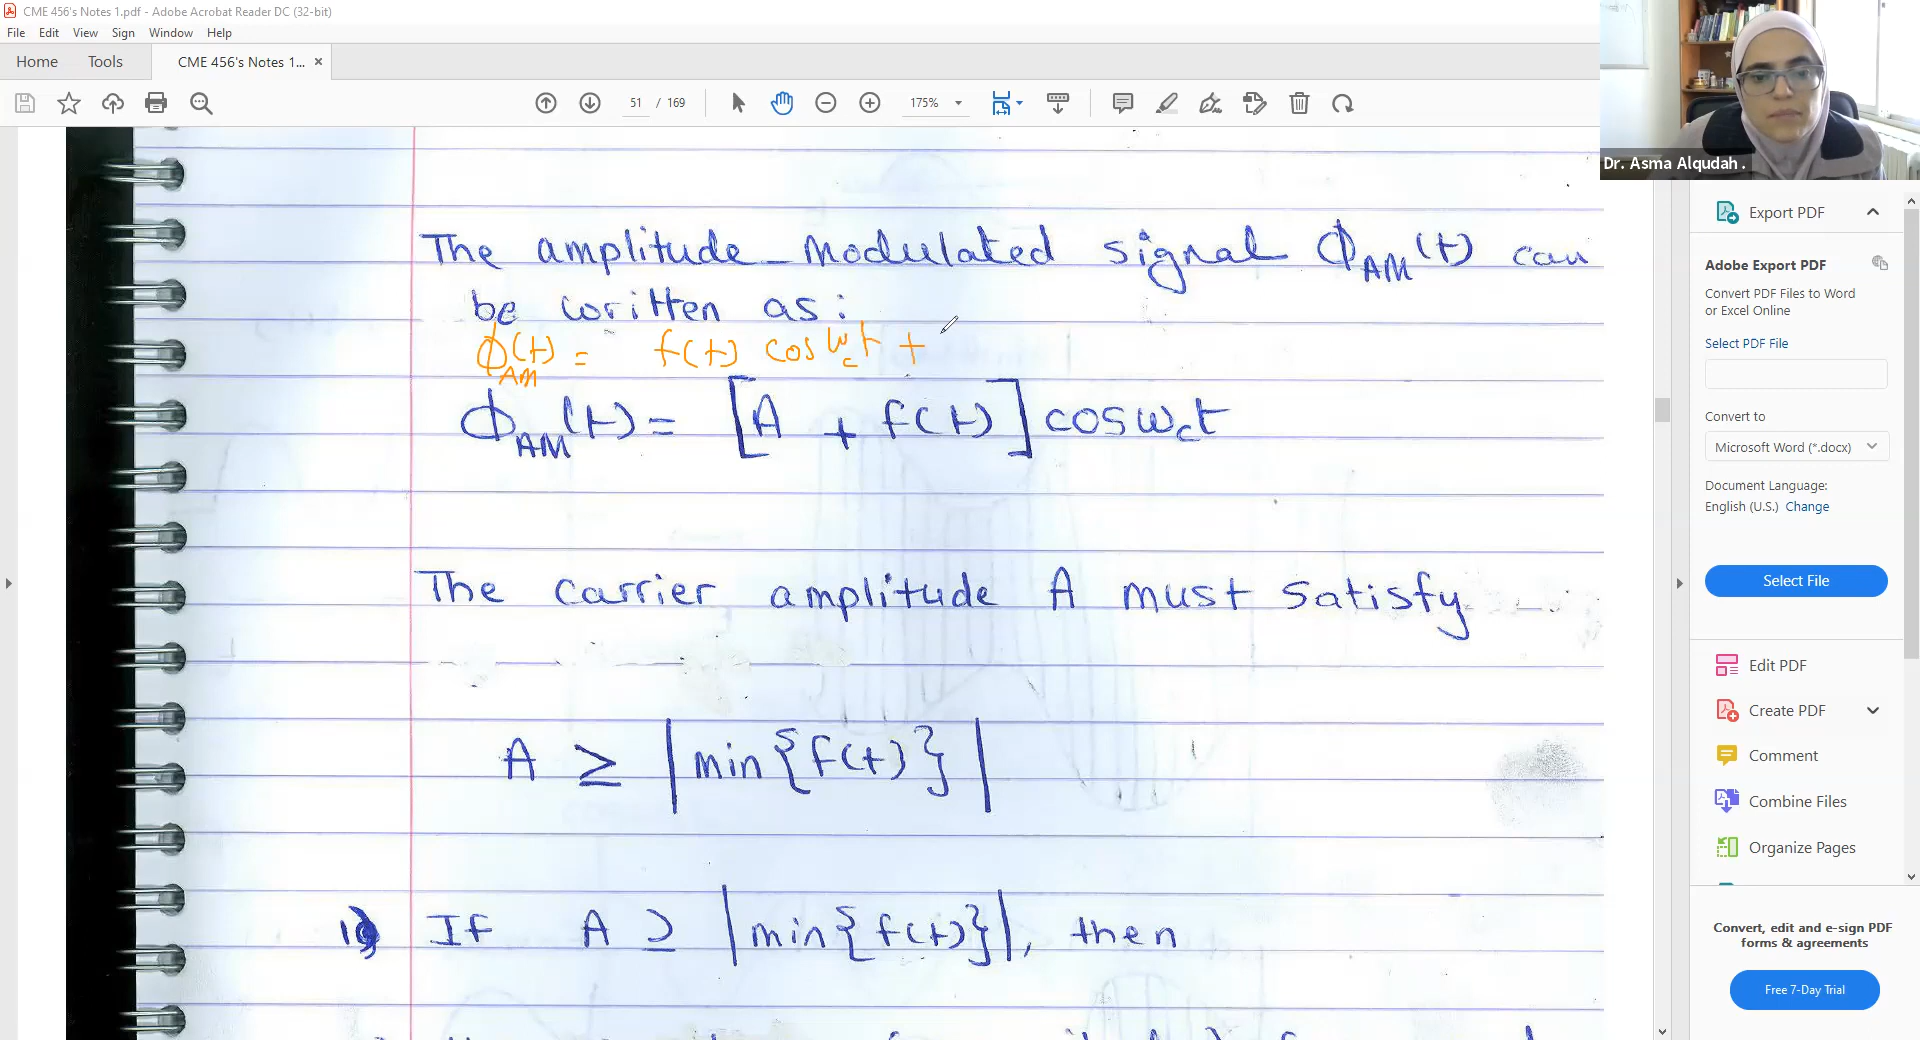 CME 456's Notes 1.pdf - Adobe Acrobat Reader DC (32-bit)
File Edit View Sign Window Help
Home Tools CME 456's Notes 1... ×
51 / 169 175%
Dr. Asma Alqudah .
The amplitude-modulated signal Φ_AM(t) can
be written as:
Φ_AM(t) = f(t) cos ω_c t +
Φ_AM(t) = [A + f(t)] cos ω_c t
The carrier amplitude A must satisfy
A ≥ |min{f(t)}|
1) If A ≥ |min{f(t)}|, then
Export PDF
Adobe Export PDF
Convert PDF Files to Word
or Excel Online
Select PDF File
Convert to
Microsoft Word (*.docx)
Document Language:
English (U.S.) Change
Select File
Edit PDF
Create PDF
Comment
Combine Files
Organize Pages
Convert, edit and e-sign PDF
forms & agreements
Free 7-Day Trial